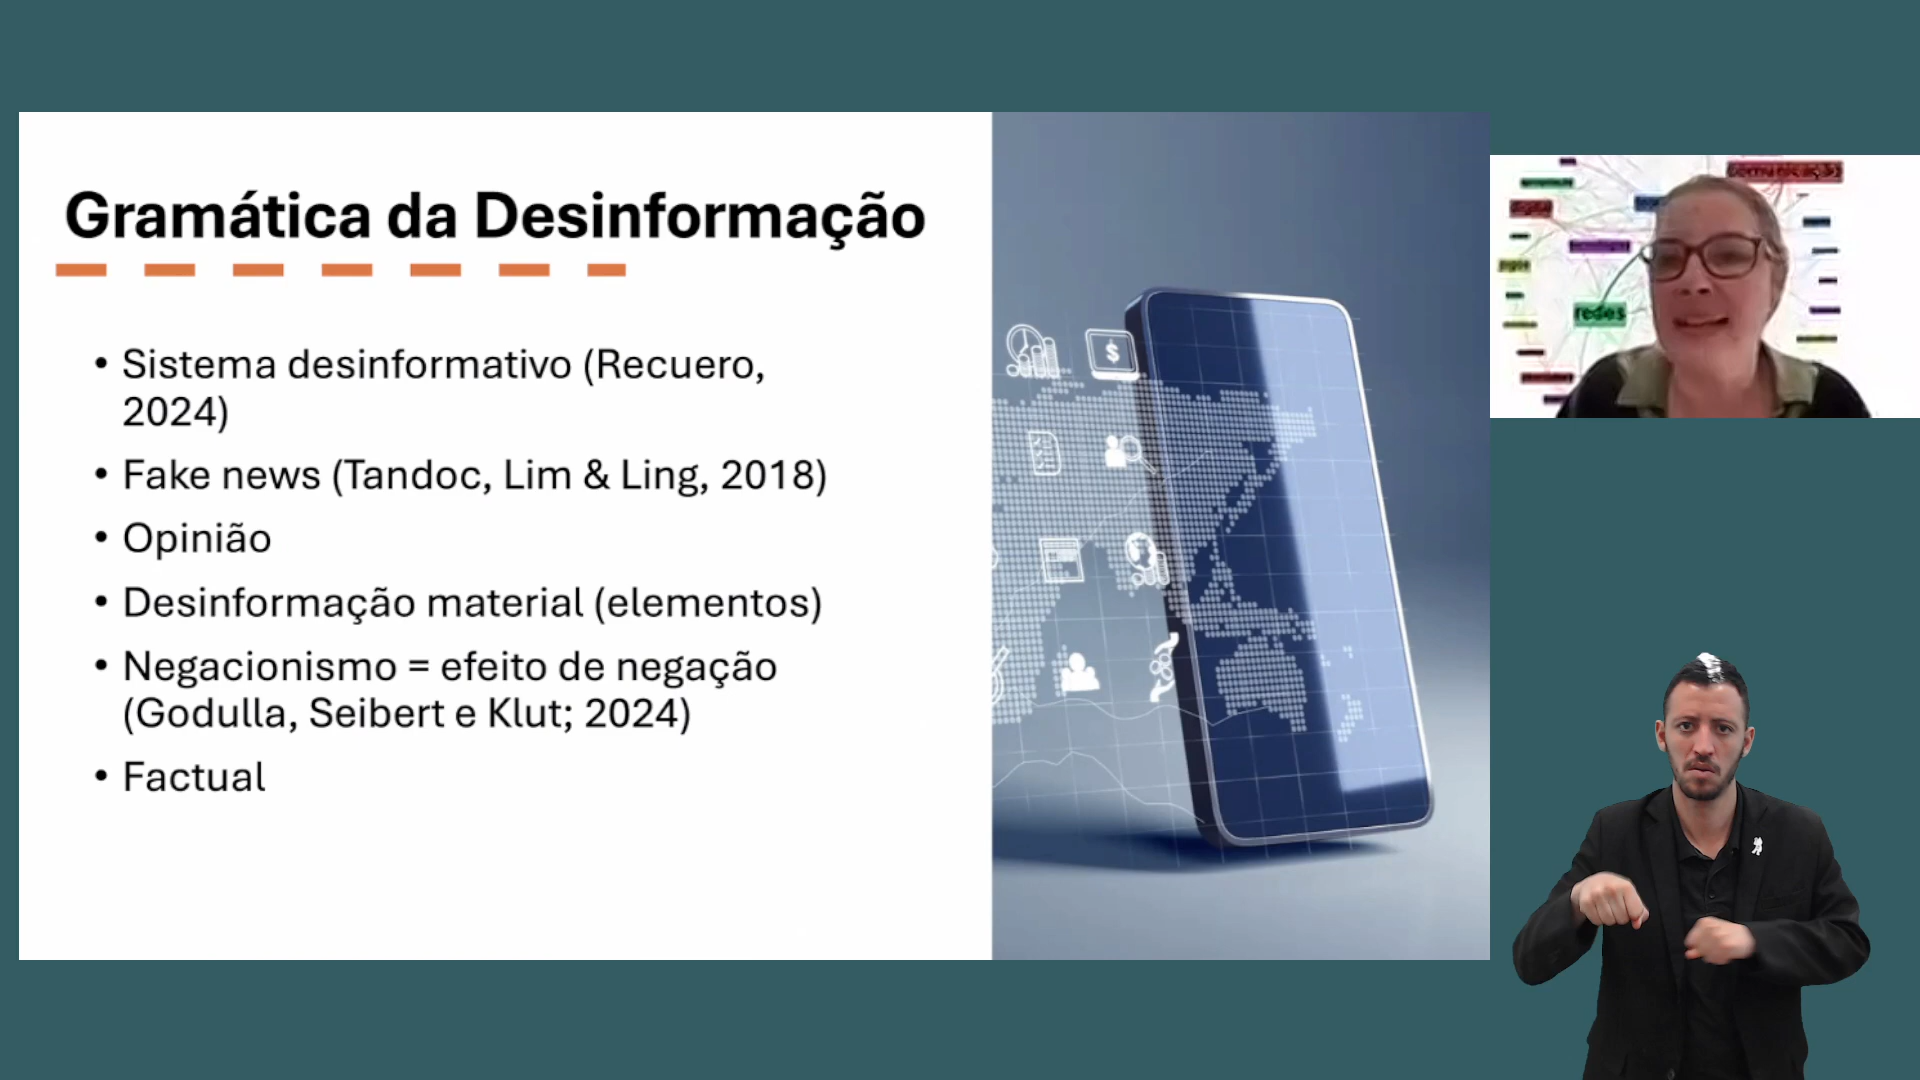 Gramática da Desinformação
• Sistema desinformativo (Recuero,
2024)
• Fake news (Tandoc, Lim & Ling, 2018)
• Opinião
• Desinformação material (elementos)
• Negacionismo = efeito de negação
(Godulla, Seibert e Klut; 2024)
• Factual
$
comunicação
redes